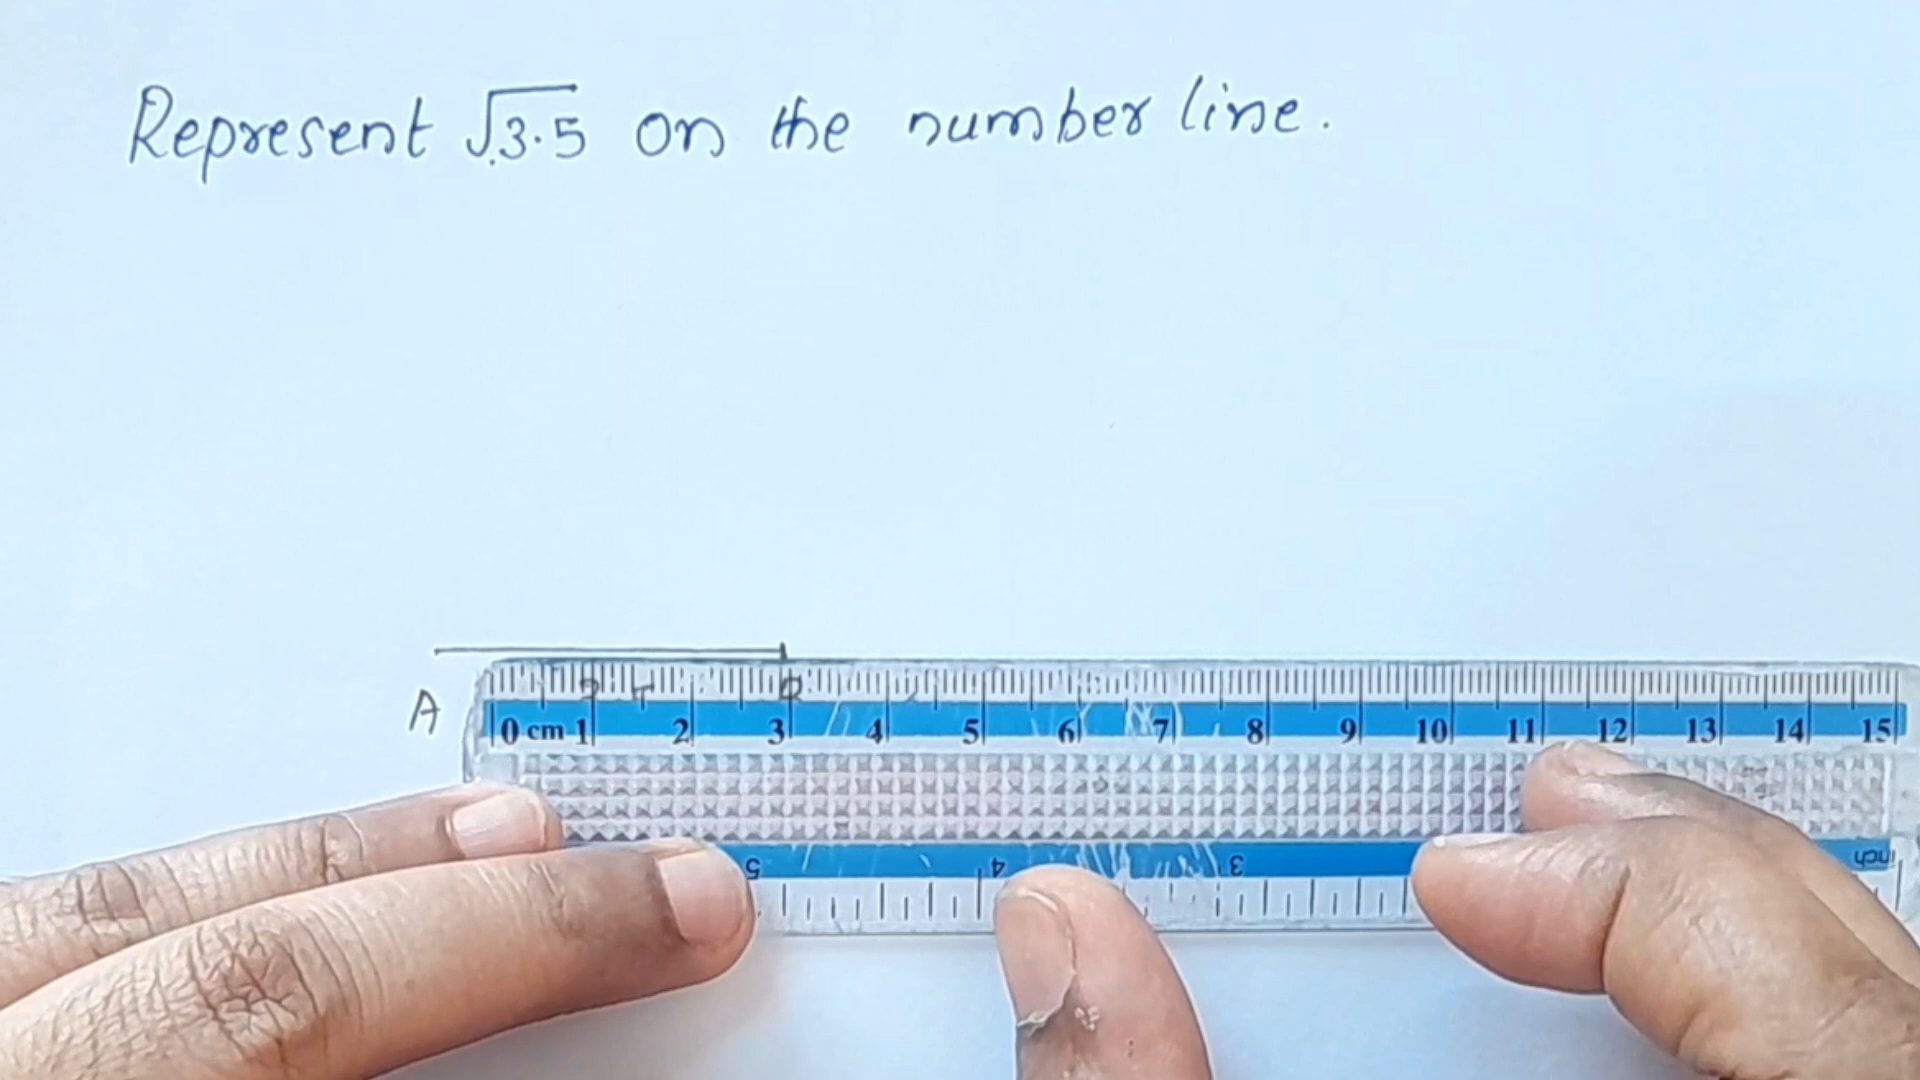 Represent √3.5 on the number line.
A
0 cm 1 2 3 4 5 6 7 8 9 10 11 12 13 14 15
5 4 3 inch